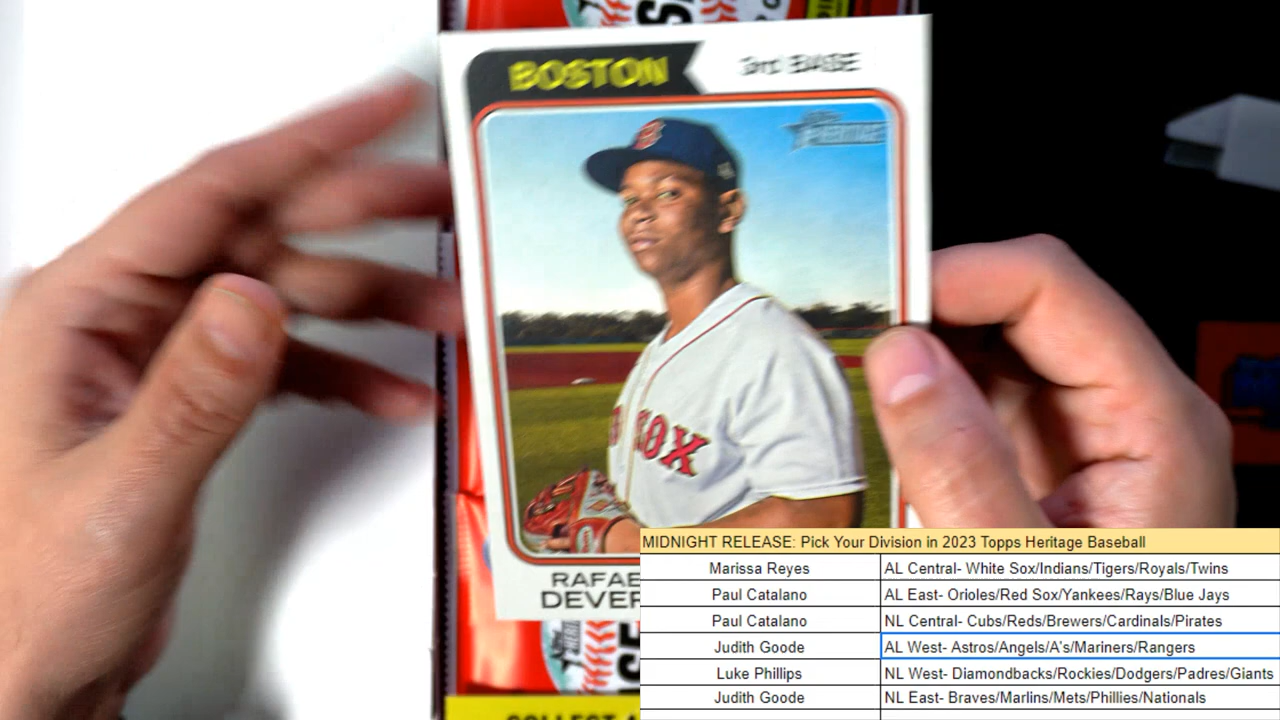 BOSTON
3rd BASE
Topps
Heritage
B
SOX
RAFAE
DEVER
MIDNIGHT RELEASE: Pick Your Division in 2023 Topps Heritage Baseball
Marissa Reyes AL Central- White Sox/Indians/Tigers/Royals/Twins
Paul Catalano AL East- Orioles/Red Sox/Yankees/Rays/Blue Jays
Paul Catalano NL Central- Cubs/Reds/Brewers/Cardinals/Pirates
Judith Goode AL West- Astros/Angels/A's/Mariners/Rangers
Luke Phillips NL West- Diamondbacks/Rockies/Dodgers/Padres/Giants
Judith Goode NL East- Braves/Marlins/Mets/Phillies/Nationals
COLLECT A